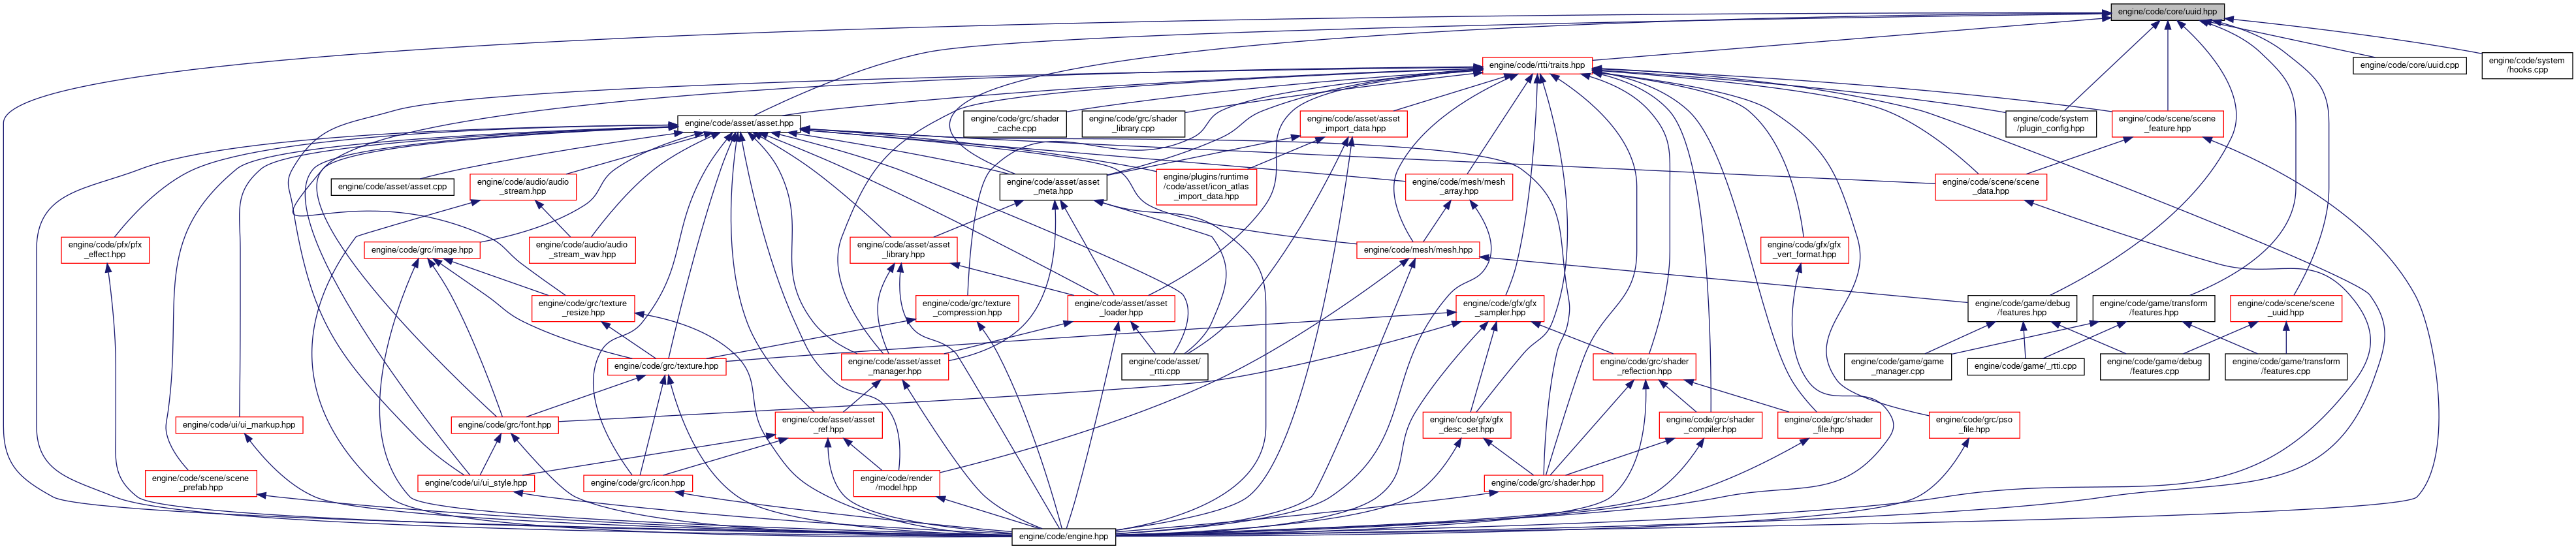 engine/code/core/uuid.hpp
engine/code/rtti/traits.hpp
engine/code/core/uuid.cpp
engine/code/system
/hooks.cpp
engine/code/asset/asset.hpp
engine/code/grc/shader
_cache.cpp
engine/code/grc/shader
_library.cpp
engine/code/asset/asset
_import_data.hpp
engine/code/system
/plugin_config.hpp
engine/code/scene/scene
_feature.hpp
engine/code/asset/asset.cpp
engine/code/audio/audio
_stream.hpp
engine/code/asset/asset
_meta.hpp
engine/plugins/runtime
/code/asset/icon_atlas
_import_data.hpp
engine/code/mesh/mesh
_array.hpp
engine/code/scene/scene
_data.hpp
engine/code/pfx/pfx
_effect.hpp
engine/code/grc/image.hpp
engine/code/audio/audio
_stream_wav.hpp
engine/code/asset/asset
_library.hpp
engine/code/mesh/mesh.hpp
engine/code/gfx/gfx
_vert_format.hpp
engine/code/grc/texture
_resize.hpp
engine/code/grc/texture
_compression.hpp
engine/code/asset/asset
_loader.hpp
engine/code/gfx/gfx
_sampler.hpp
engine/code/game/debug
/features.hpp
engine/code/game/transform
/features.hpp
engine/code/scene/scene
_uuid.hpp
engine/code/grc/texture.hpp
engine/code/asset/asset
_manager.hpp
engine/code/asset/
_rtti.cpp
engine/code/grc/shader
_reflection.hpp
engine/code/game/game
_manager.cpp
engine/code/game/_rtti.cpp
engine/code/game/debug
/features.cpp
engine/code/game/transform
/features.cpp
engine/code/ui/ui_markup.hpp
engine/code/grc/font.hpp
engine/code/asset/asset
_ref.hpp
engine/code/gfx/gfx
_desc_set.hpp
engine/code/grc/shader
_compiler.hpp
engine/code/grc/shader
_file.hpp
engine/code/grc/pso
_file.hpp
engine/code/scene/scene
_prefab.hpp
engine/code/ui/ui_style.hpp
engine/code/grc/icon.hpp
engine/code/render
/model.hpp
engine/code/grc/shader.hpp
engine/code/engine.hpp